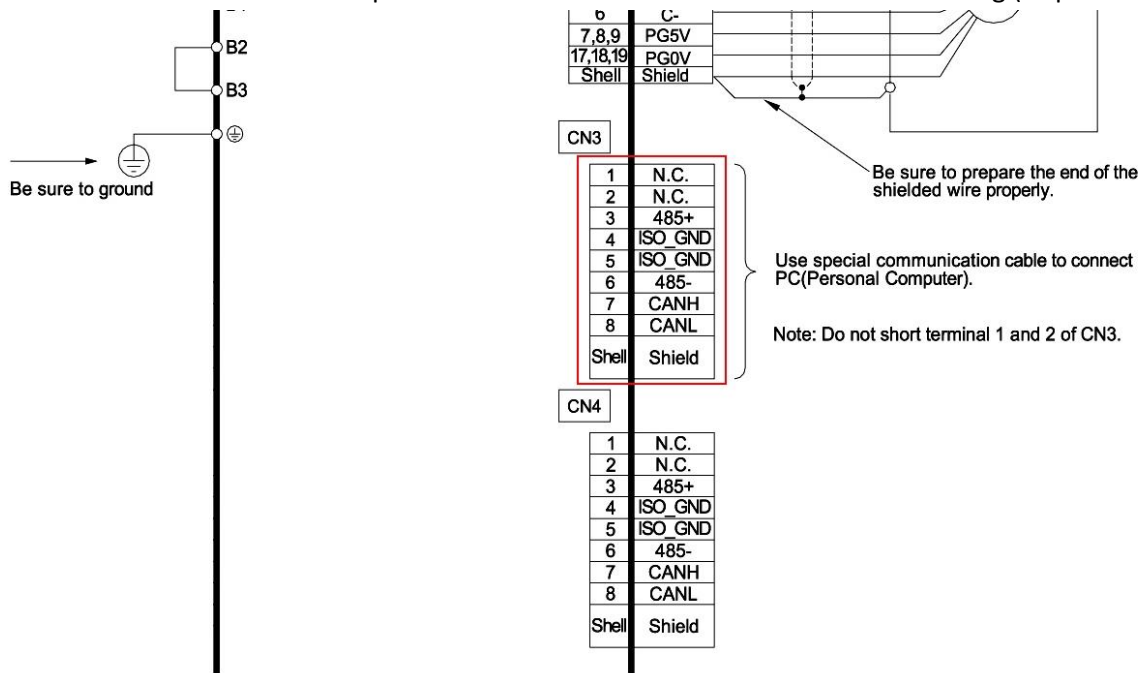 6 C-
7,8,9 PG5V
17,18,19 PG0V
Shell Shield
B2
B3
Be sure to ground
Be sure to prepare the end of the
shielded wire properly.
CN3
1 N.C.
2 N.C.
3 485+
4 ISO_GND
5 ISO_GND
6 485-
7 CANH
8 CANL
Shell Shield
Use special communication cable to connect
PC(Personal Computer).
Note: Do not short terminal 1 and 2 of CN3.
CN4
1 N.C.
2 N.C.
3 485+
4 ISO_GND
5 ISO_GND
6 485-
7 CANH
8 CANL
Shell Shield